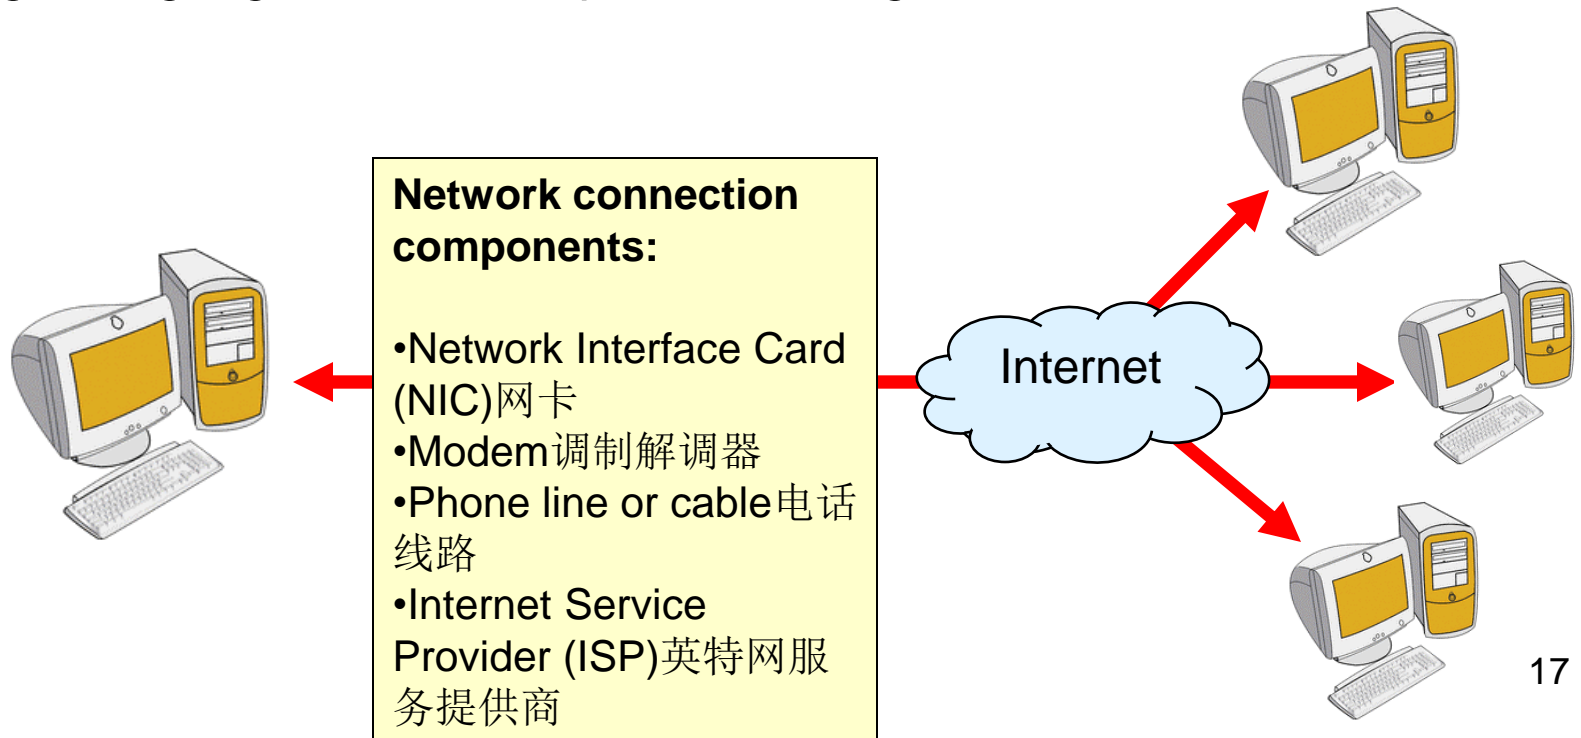 Network connection
components:
•Network Interface Card
(NIC)网卡
•Modem调制解调器
•Phone line or cable电话
线路
•Internet Service
Provider (ISP)英特网服
务提供商
Internet
17